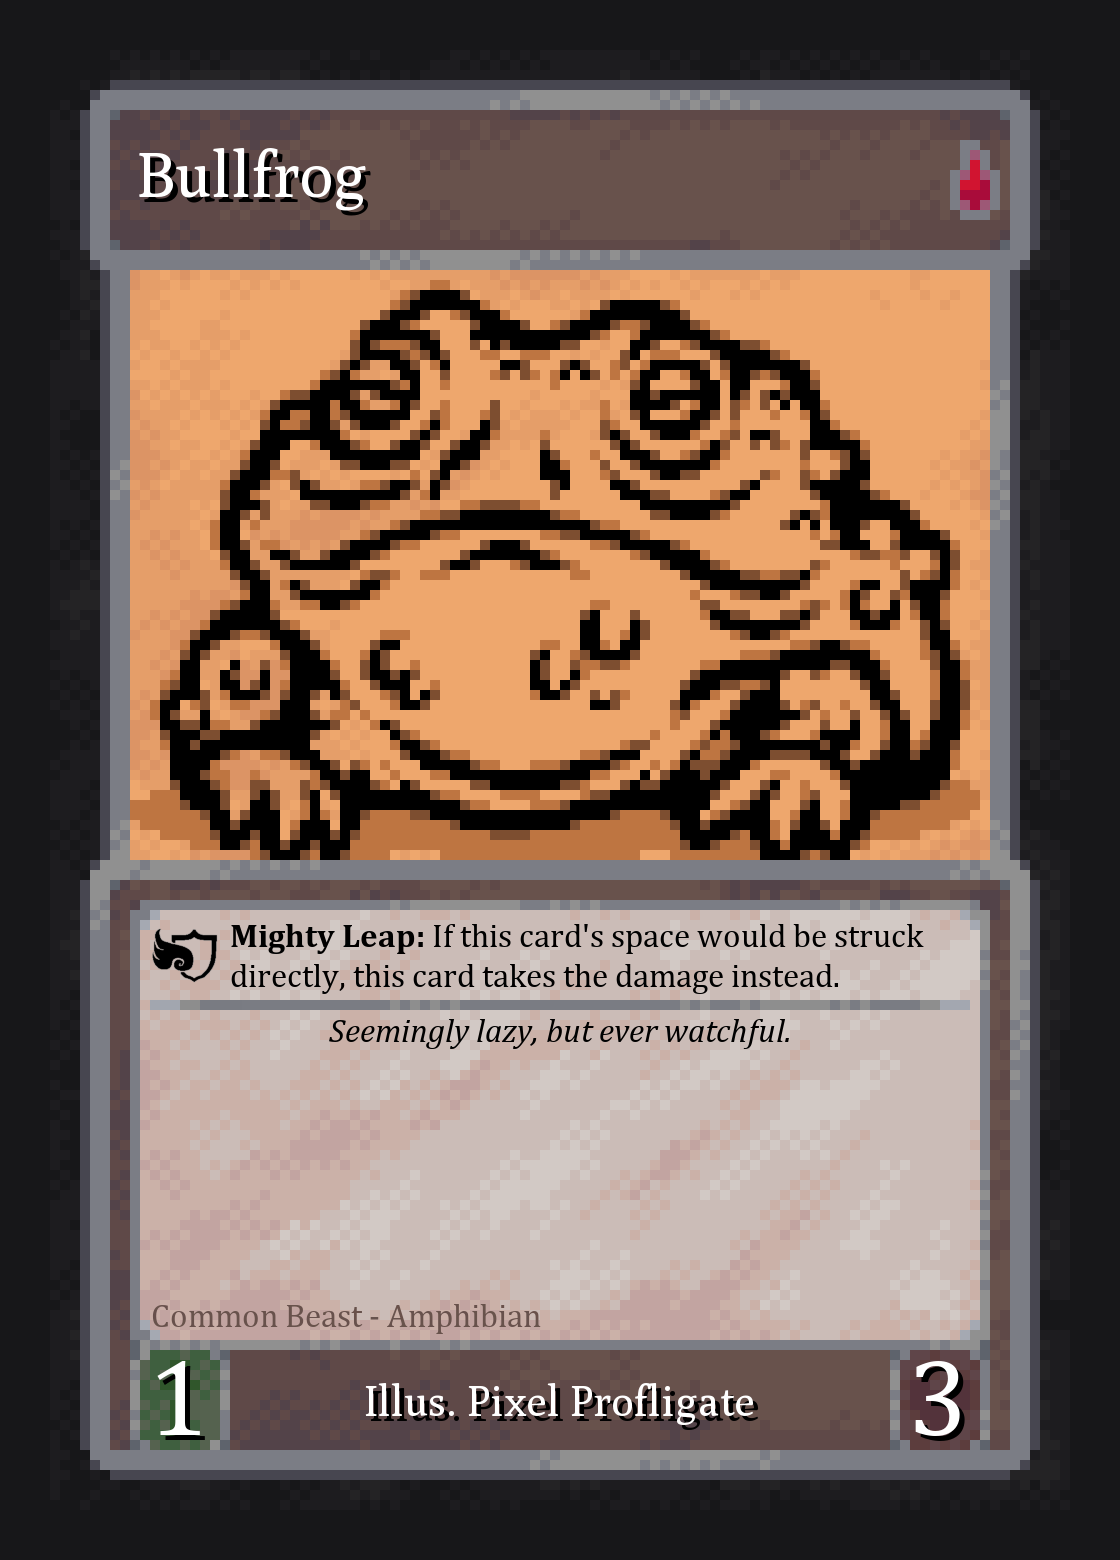 Bullfrog
Mighty Leap: If this card's space would be struck
directly, this card takes the damage instead.
Seemingly lazy, but ever watchful.
Common Beast - Amphibian
1
Illus. Pixel Profligate
3